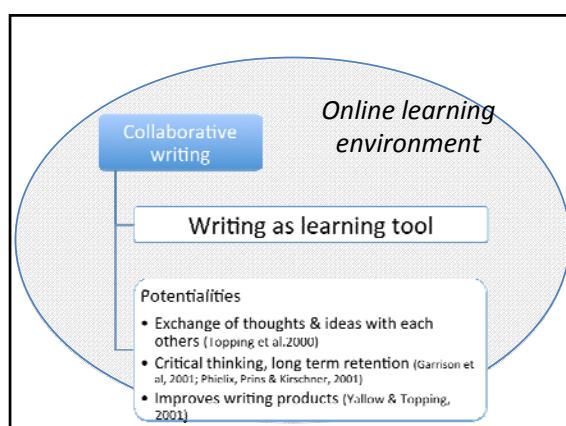 Online learning
environment
Collaborative
writing
Writing as learning tool
Potentialities
• Exchange of thoughts & ideas with each
others (Topping et al.2000)
• Critical thinking, long term retention (Garrison et
al, 2001; Phielix, Prins & Kirschner, 2001)
• Improves writing products (Yallow & Topping,
2001)